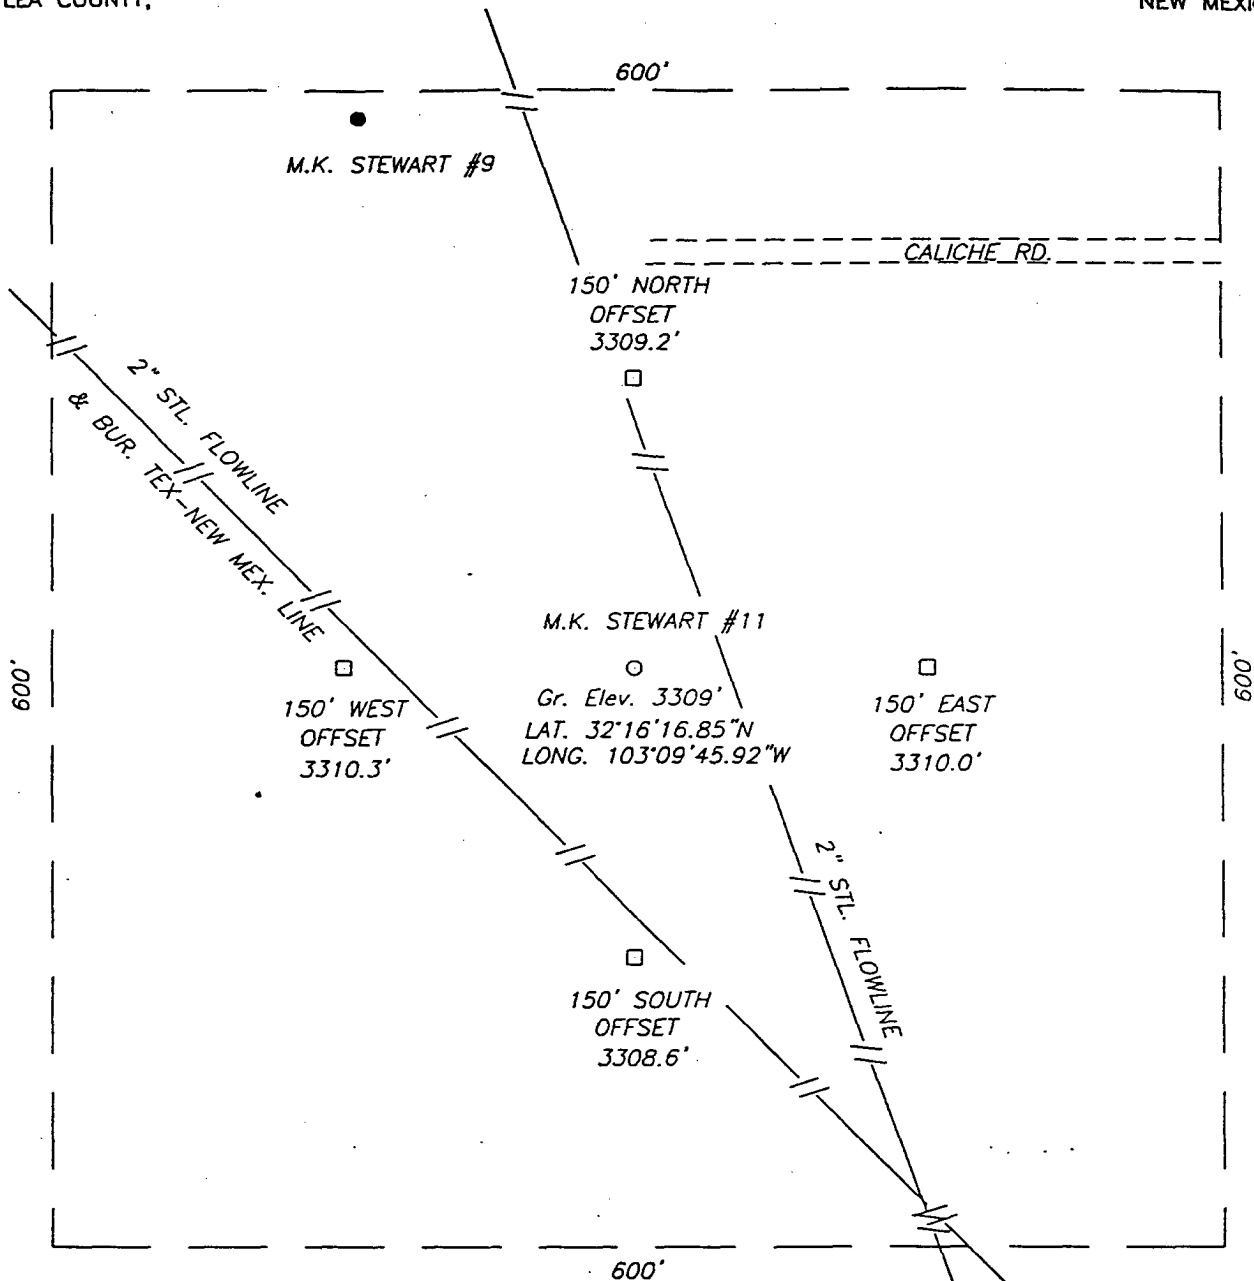 LEA COUNTY,
600'
M.K. STEWART #9
CALICHE RD.
150' NORTH
OFFSET
3309.2'
2" STL. FLOWLINE
& BUR. TEX-NEW MEX. LINE
M.K. STEWART #11
Gr. Elev. 3309'
LAT. 32°16'16.85"N
LONG. 103°09'45.92"W
600'
150' WEST
OFFSET
3310.3'
150' EAST
OFFSET
3310.0'
600'
2" STL. FLOWLINE
150' SOUTH
OFFSET
3308.6'
600'